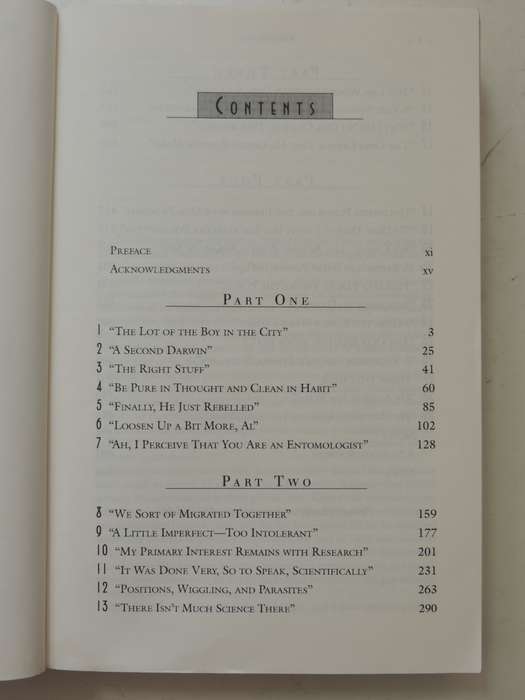 CONTENTS
PREFACE xi
ACKNOWLEDGMENTS xv
PART ONE
1 "THE LOT OF THE BOY IN THE CITY" 3
2 "A SECOND DARWIN" 25
3 "THE RIGHT STUFF" 41
4 "BE PURE IN THOUGHT AND CLEAN IN HABIT" 60
5 "FINALLY, HE JUST REBELLED" 85
6 "LOOSEN UP A BIT MORE, AL" 102
7 "AH, I PERCEIVE THAT YOU ARE AN ENTOMOLOGIST" 128
PART TWO
8 "WE SORT OF MIGRATED TOGETHER" 159
9 "A LITTLE IMPERFECT—TOO INTOLERANT" 177
10 "MY PRIMARY INTEREST REMAINS WITH RESEARCH" 201
11 "IT WAS DONE VERY, SO TO SPEAK, SCIENTIFICALLY" 231
12 "POSITIONS, WIGGLING, AND PARASITES" 263
13 "THERE ISN'T MUCH SCIENCE THERE" 290